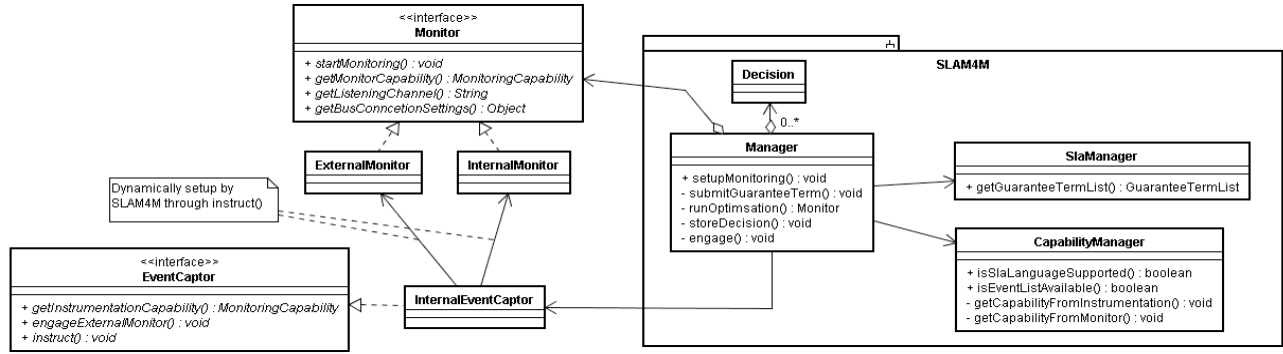 <<interface>>
Monitor
+ startMonitoring() : void
+ getMonitorCapability() : MonitoringCapability
+ getListeningChannel() : String
+ getBusConncetionSettings() : Object
ExternalMonitor
InternalMonitor
Dynamically setup by
SLAM4M through instruct()
<<interface>>
EventCaptor
+ getInstrumentationCapability() : MonitoringCapability
+ engageExternalMonitor() : void
+ instruct() : void
InternalEventCaptor
SLAM4M
Decision
0..*
Manager
+ setupMonitoring() : void
- submitGuaranteeTerm() : void
- runOptimsation() : Monitor
- storeDecision() : void
- engage() : void
SlaManager
+ getGuaranteeTermList() : GuaranteeTermList
CapabilityManager
+ isSlaLanguageSupported() : boolean
+ isEventListAvailable() : boolean
- getCapabilityFromInstrumentation() : void
- getCapabilityFromMonitor() : void